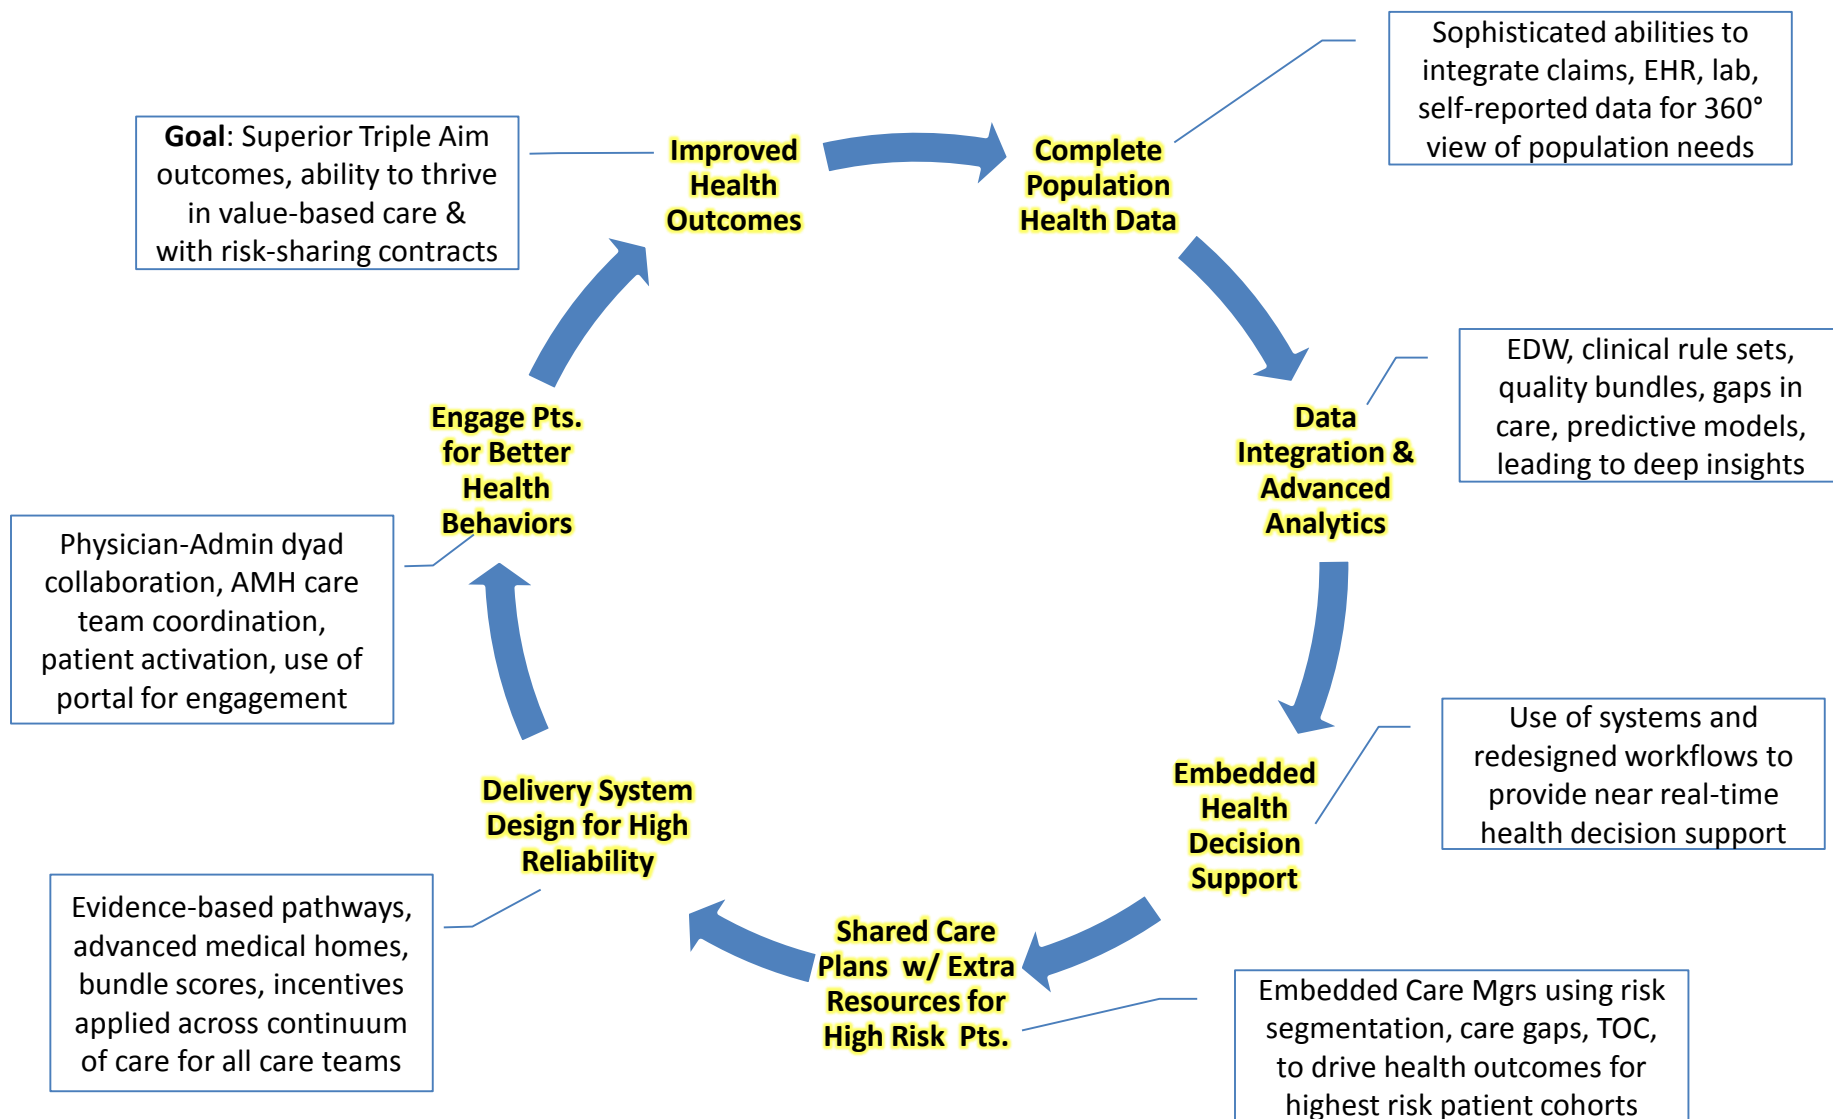 Improved
Health
Outcomes
Goal: Superior Triple Aim
outcomes, ability to thrive
in value-based care &
with risk-sharing contracts
Complete
Population
Health Data
Sophisticated abilities to
integrate claims, EHR, lab,
self-reported data for 360°
view of population needs
Data
Integration &
Advanced
Analytics
EDW, clinical rule sets,
quality bundles, gaps in
care, predictive models,
leading to deep insights
Embedded
Health
Decision
Support
Use of systems and
redesigned workflows to
provide near real-time
health decision support
Shared Care
Plans w/ Extra
Resources for
High Risk Pts.
Embedded Care Mgrs using risk
segmentation, care gaps, TOC,
to drive health outcomes for
highest risk patient cohorts
Delivery System
Design for High
Reliability
Evidence-based pathways,
advanced medical homes,
bundle scores, incentives
applied across continuum
of care for all care teams
Engage Pts.
for Better
Health
Behaviors
Physician-Admin dyad
collaboration, AMH care
team coordination,
patient activation, use of
portal for engagement